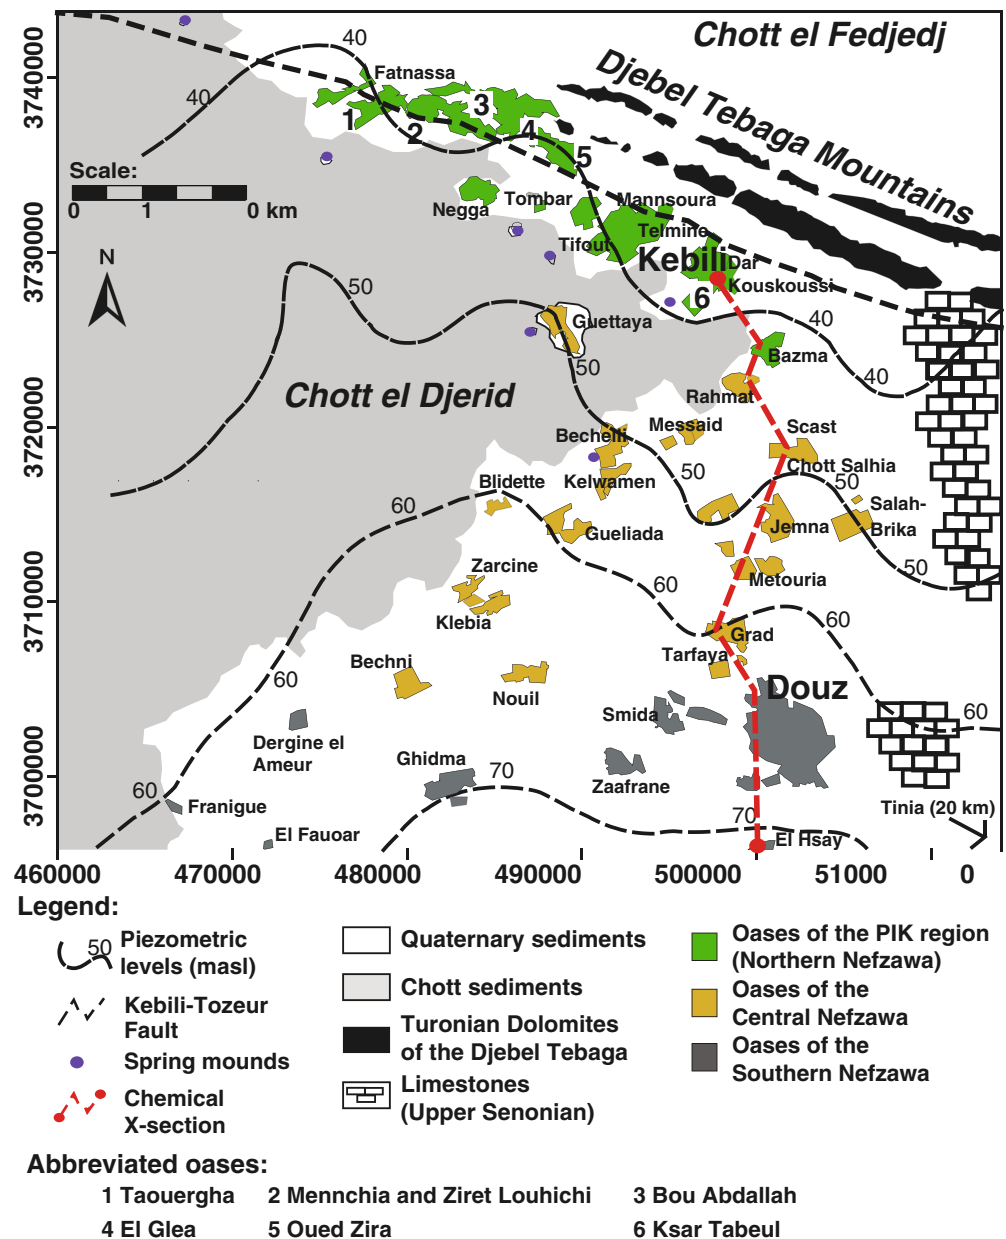 Chott el Fedjedj
Djebel Tebaga Mountains
3740000
3730000
3720000
3710000
3700000
40
40
Fatnassa
1
2
3
4
5
Scale:
0 1 0 km
N
Negga
Tombar
Mannsoura
Telmine
Tifout
Kebili
Dar
Kouskoussi
6
50
Guettaya
40
50
Bazma
40
Chott el Djerid
Rahmat
Messaid
Scast
Bechelli
Chott Salhia
50
50
Kelwamen
Blidette
60
Salah-
Brika
Gueliada
Jemna
50
Zarcine
60
Metouria
Klebia
60
Grad
Tarfaya
Bechni
60
Nouil
Douz
Smida
60
Dergine el
Ameur
Ghidma
70
Zaafrane
60
Franigue
Tinia (20 km)
70
El Fauoar
El Hsay
460000 470000 480000 490000 500000 51000 0
Legend:
50
Piezometric
levels (masl)
Kebili-Tozeur
Fault
Spring mounds
Chemical
X-section
Quaternary sediments
Chott sediments
Turonian Dolomites
of the Djebel Tebaga
Limestones
(Upper Senonian)
Oases of the PIK region
(Northern Nefzawa)
Oases of the
Central Nefzawa
Oases of the
Southern Nefzawa
Abbreviated oases:
1 Taouergha 2 Mennchia and Ziret Louhichi 3 Bou Abdallah
4 El Glea 5 Oued Zira 6 Ksar Tabeul